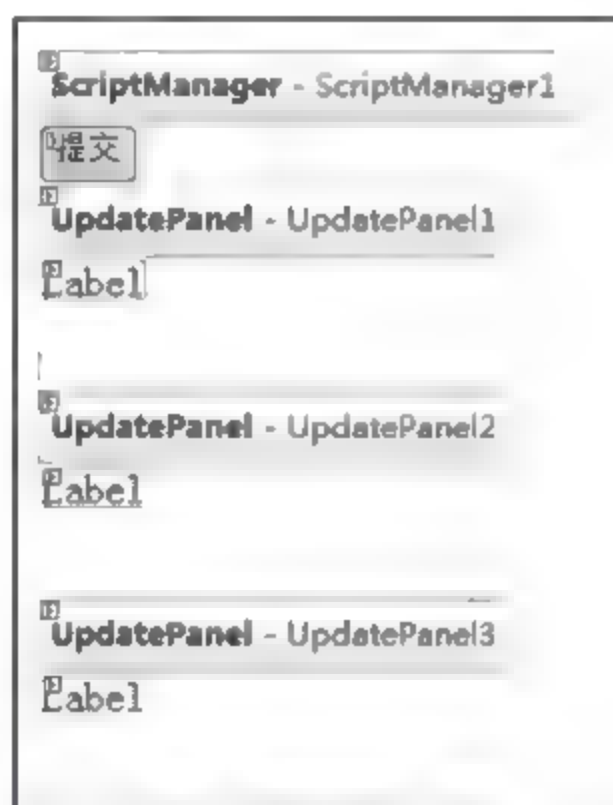 ScriptManager - ScriptManager1
提交
UpdatePanel - UpdatePanel1
Label
UpdatePanel - UpdatePanel2
Label
UpdatePanel - UpdatePanel3
Label